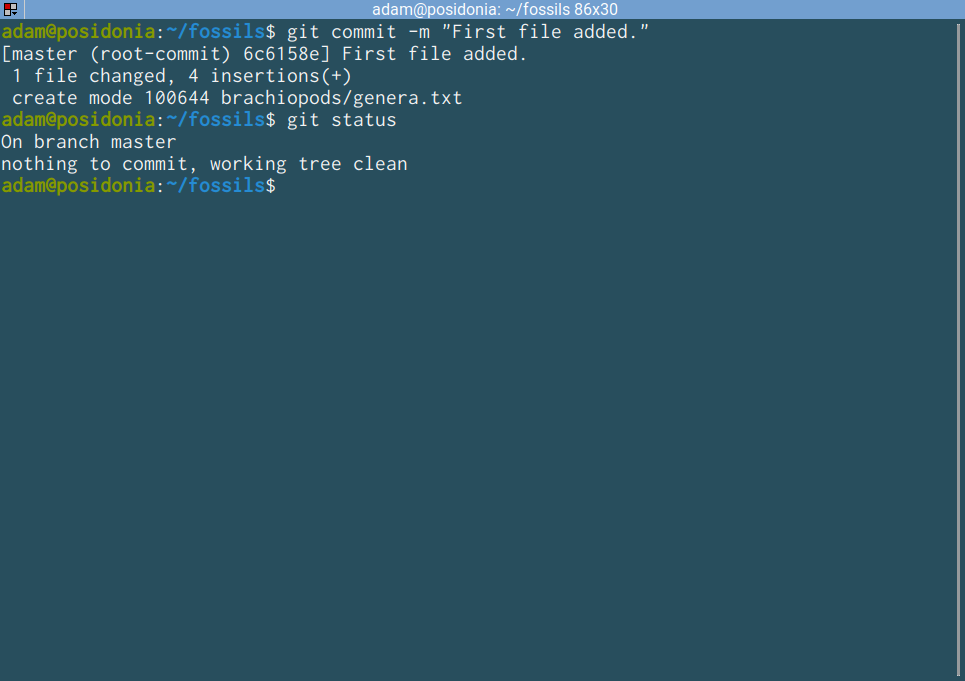 adam@posidonia: ~/fossils 86x30
adam@posidonia:~/fossils$ git commit -m "First file added."
[master (root-commit) 6c6158e] First file added.
 1 file changed, 4 insertions(+)
 create mode 100644 brachiopods/genera.txt
adam@posidonia:~/fossils$ git status
On branch master
nothing to commit, working tree clean
adam@posidonia:~/fossils$